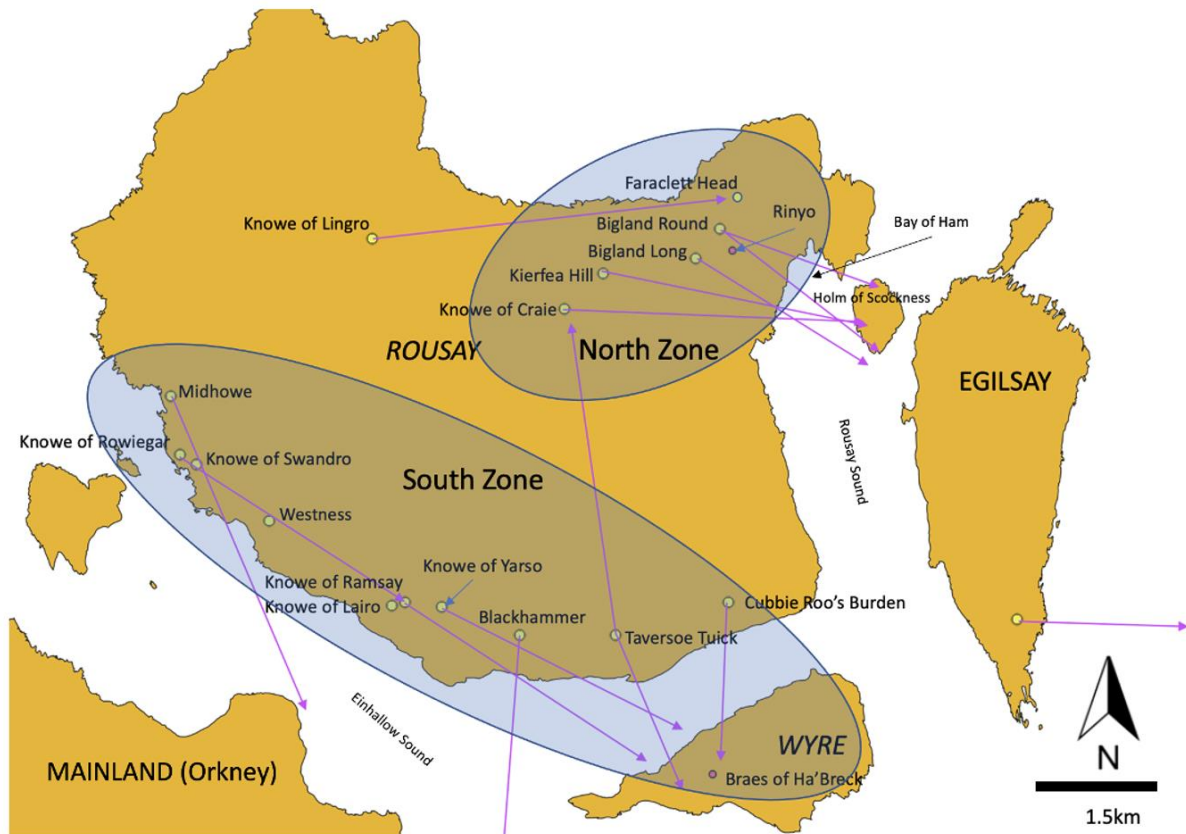 Faraclett Head
Knowe of Lingro
Bigland Round
Rinyo
Bay of Ham
Bigland Long
Kierfea Hill
Holm of Scockness
Knowe of Craie
ROUSAY
North Zone
EGILSAY
Midhowe
Knowe of Rowiegar
Knowe of Swandro
Rousay Sound
South Zone
Westness
Knowe of Yarso
Knowe of Ramsay
Knowe of Lairo
Blackhammer
Cubbie Roo's Burden
Taversoe Tuick
Einhallow Sound
WYRE
MAINLAND (Orkney)
Braes of Ha'Breck
N
1.5km